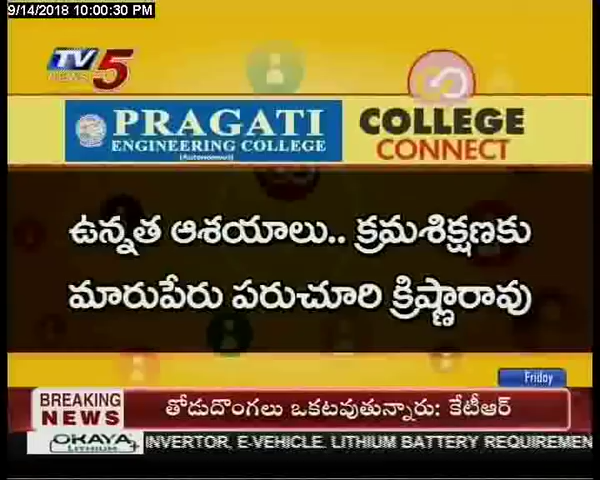 9/14/2018 10:00:30 PM
TV5
NEWS
PRAGATI
ENGINEERING COLLEGE
(Autonomous)
COLLEGE
CONNECT
ఉన్నత ఆశయాలు.. క్రమశిక్షణకు
మారుపేరు పరుచూరి క్రిష్ణారావు
Friday
BREAKING
NEWS
తోడుదొంగలు ఒకటవుతున్నారు: కేటీఆర్
OKAYA
LITHIUM
INVERTOR, E-VEHICLE. LITHIUM BATTERY REQUIREMEN